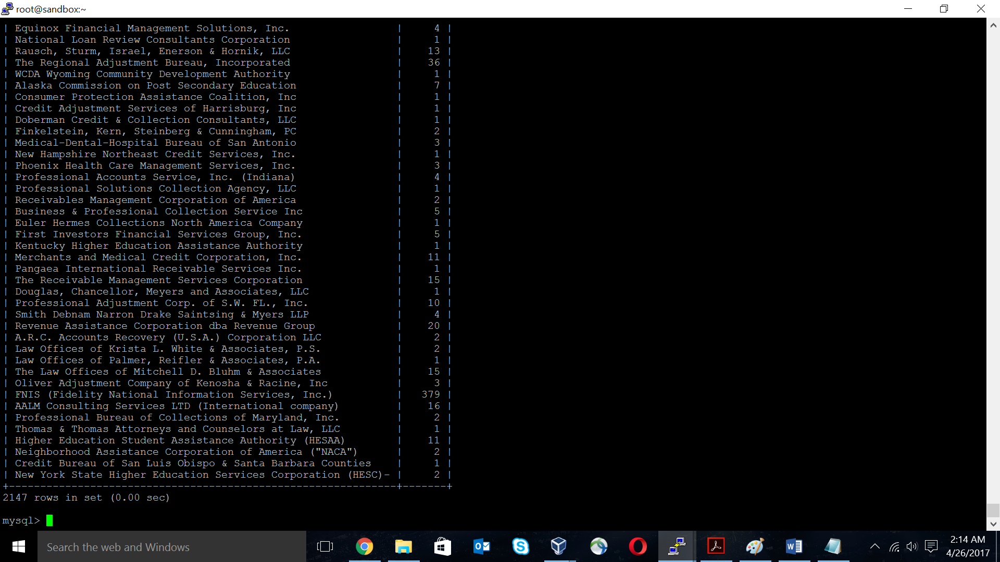 root@sandbox:~
| Equinox Financial Management Solutions, Inc. | 4 |
| National Loan Review Consultants Corporation | 1 |
| Rausch, Sturm, Israel, Enerson & Hornik, LLC | 13 |
| The Regional Adjustment Bureau, Incorporated | 36 |
| WCDA Wyoming Community Development Authority | 1 |
| Alaska Commission on Post Secondary Education | 7 |
| Consumer Protection Assistance Coalition, Inc | 1 |
| Credit Adjustment Services of Harrisburg, Inc | 1 |
| Doberman Credit & Collection Consultants, LLC | 1 |
| Finkelstein, Kern, Steinberg & Cunningham, PC | 2 |
| Medical-Dental-Hospital Bureau of San Antonio | 3 |
| New Hampshire Northeast Credit Services, Inc. | 1 |
| Phoenix Health Care Management Services, Inc. | 3 |
| Professional Accounts Service, Inc. (Indiana) | 4 |
| Professional Solutions Collection Agency, LLC | 1 |
| Receivables Management Corporation of America | 2 |
| Business & Professional Collection Service Inc | 5 |
| Euler Hermes Collections North America Company | 1 |
| First Investors Financial Services Group, Inc. | 5 |
| Kentucky Higher Education Assistance Authority | 1 |
| Merchants and Medical Credit Corporation, Inc. | 11 |
| Pangaea International Receivable Services Inc. | 1 |
| The Receivable Management Services Corporation | 15 |
| Douglas, Chancellor, Meyers and Associates, LLC | 1 |
| Professional Adjustment Corp. of S.W. FL., Inc. | 10 |
| Smith Debnam Narron Drake Saintsing & Myers LLP | 4 |
| Revenue Assistance Corporation dba Revenue Group | 20 |
| A.R.C. Accounts Recovery (U.S.A.) Corporation LLC | 2 |
| Law Offices of Krista L. White & Associates, P.S. | 2 |
| Law Offices of Palmer, Reifler & Associates, P.A. | 1 |
| The Law Offices of Mitchell D. Bluhm & Associates | 15 |
| Oliver Adjustment Company of Kenosha & Racine, Inc | 3 |
| FNIS (Fidelity National Information Services, Inc.) | 379 |
| AALM Consulting Services LTD (International company) | 16 |
| Professional Bureau of Collections of Maryland, Inc. | 2 |
| Thomas & Thomas Attorneys and Counselors at Law, LLC | 1 |
| Higher Education Student Assistance Authority (HESAA) | 11 |
| Neighborhood Assistance Corporation of America ("NACA") | 2 |
| Credit Bureau of San Luis Obispo & Santa Barbara Counties | 1 |
| New York State Higher Education Services Corporation (HESC)- | 2 |
+--------------------------------------------------------------+-------+
2147 rows in set (0.00 sec)
mysql>
Search the web and Windows
2:14 AM
4/26/2017